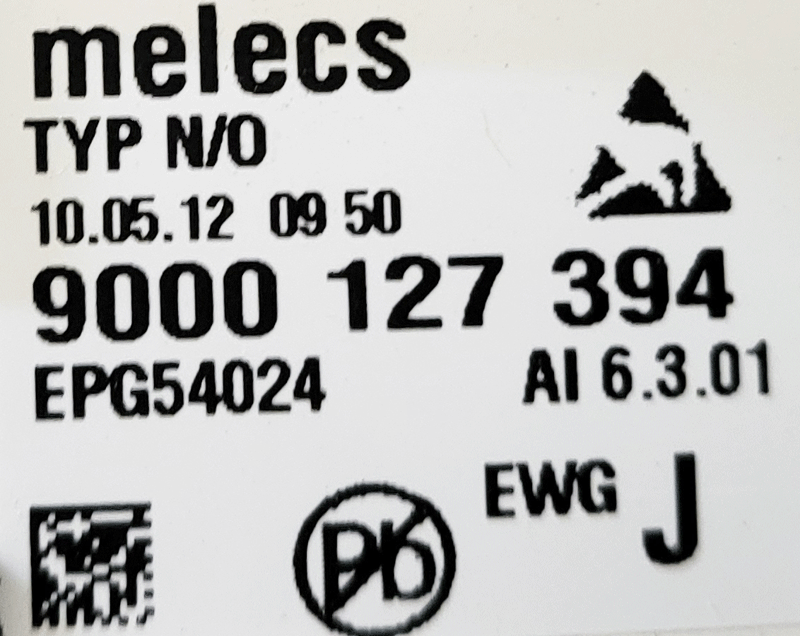 melecs
TYP N/O
10.05.12 09 50
9000 127 394
EPG54024 AI 6.3.01
EWG J
Pb